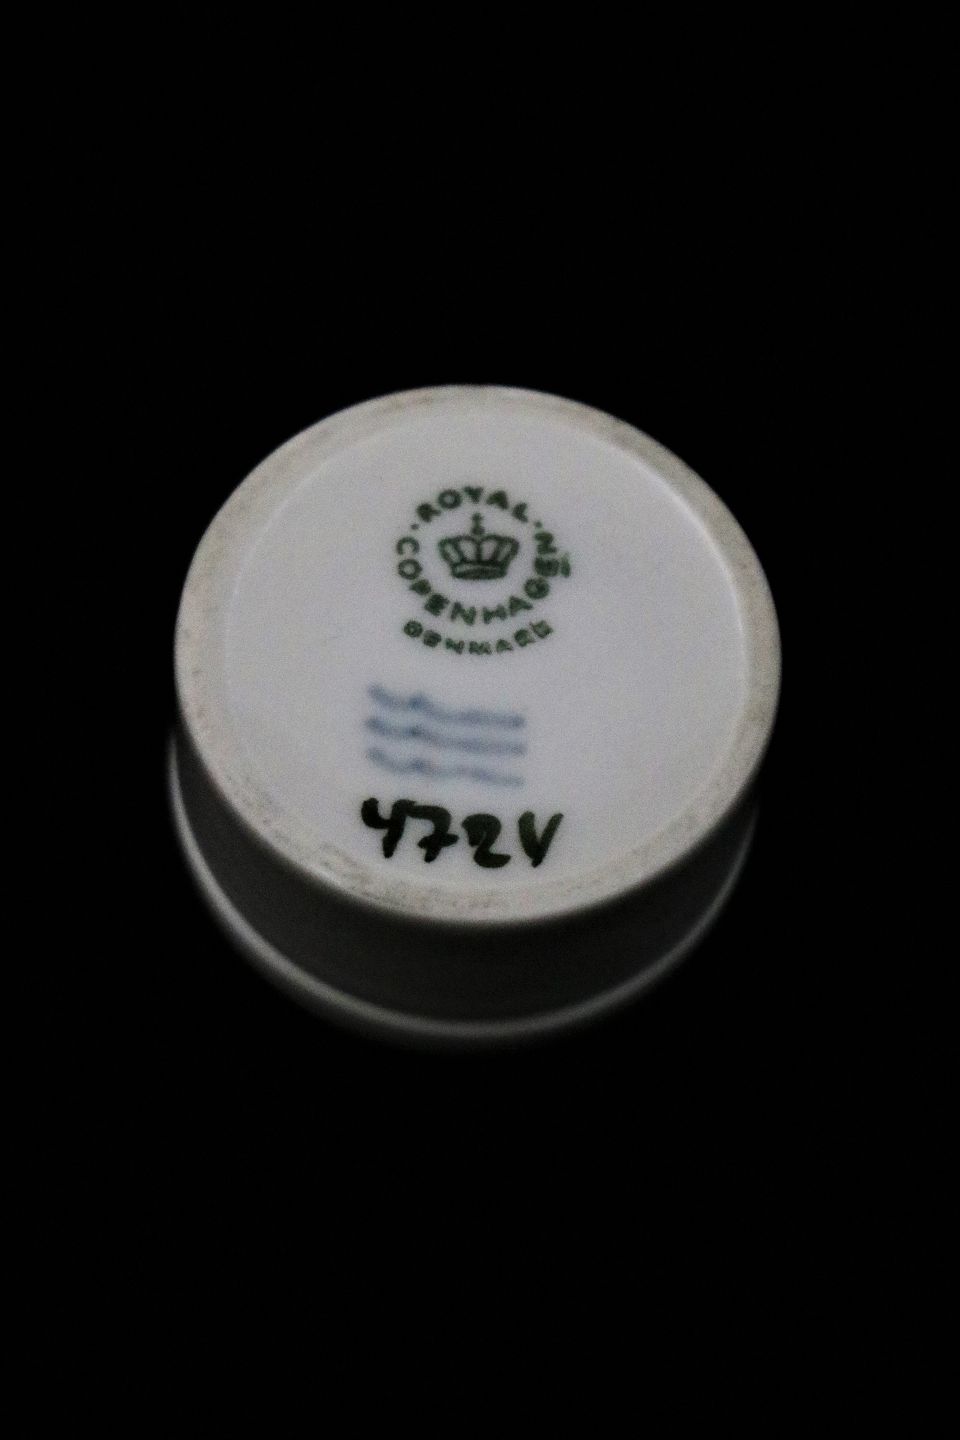 ROYAL
COPENHAGEN
DENMARK
472V